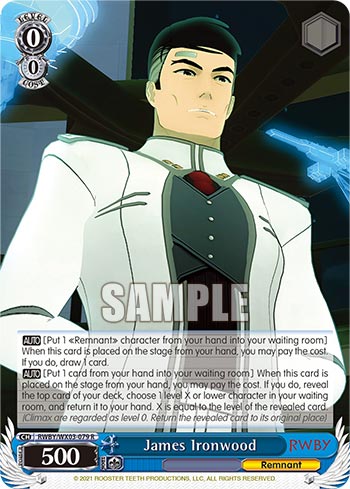 LEVEL
0
0
COST
SAMPLE
AUTO [Put 1 «Remnant» character from your hand into your waiting room]
When this card is placed on the stage from your hand, you may pay the cost.
If you do, draw 1 card.
AUTO [Put 1 card from your hand into your waiting room] When this card is
placed on the stage from your hand, you may pay the cost. If you do, reveal
the top card of your deck, choose 1 level X or lower character in your waiting
room, and return it to your hand. X is equal to the level of the revealed card.
(Climax are regarded as level 0. Return the revealed card to its original place)
CH RWBY/WX03-079 R
James Ironwood
RWBY
500
Remnant
©2021 ROOSTER TEETH PRODUCTIONS, LLC, ALL RIGHTS RESERVED.